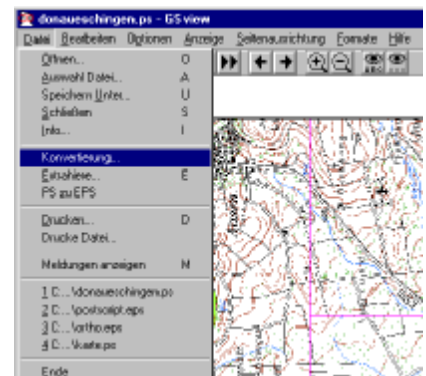 donaueschingen.ps - GSview
Datei Bearbeiten Optionen Anzeige Seitenausrichtung Formate Hilfe
Öffnen... O
Auswahl Datei... A
Speichern Unter... U
Schließen S
Info... I
Konvertierung...
Extrahiere... E
PS zu EPS
Drucken... D
Drucke Datei...
Meldungen anzeigen M
1 C:...\donaueschingen.ps
2 C:...\postscript.eps
3 C:...\ortho.eps
4 C:...\karte.ps
Ende